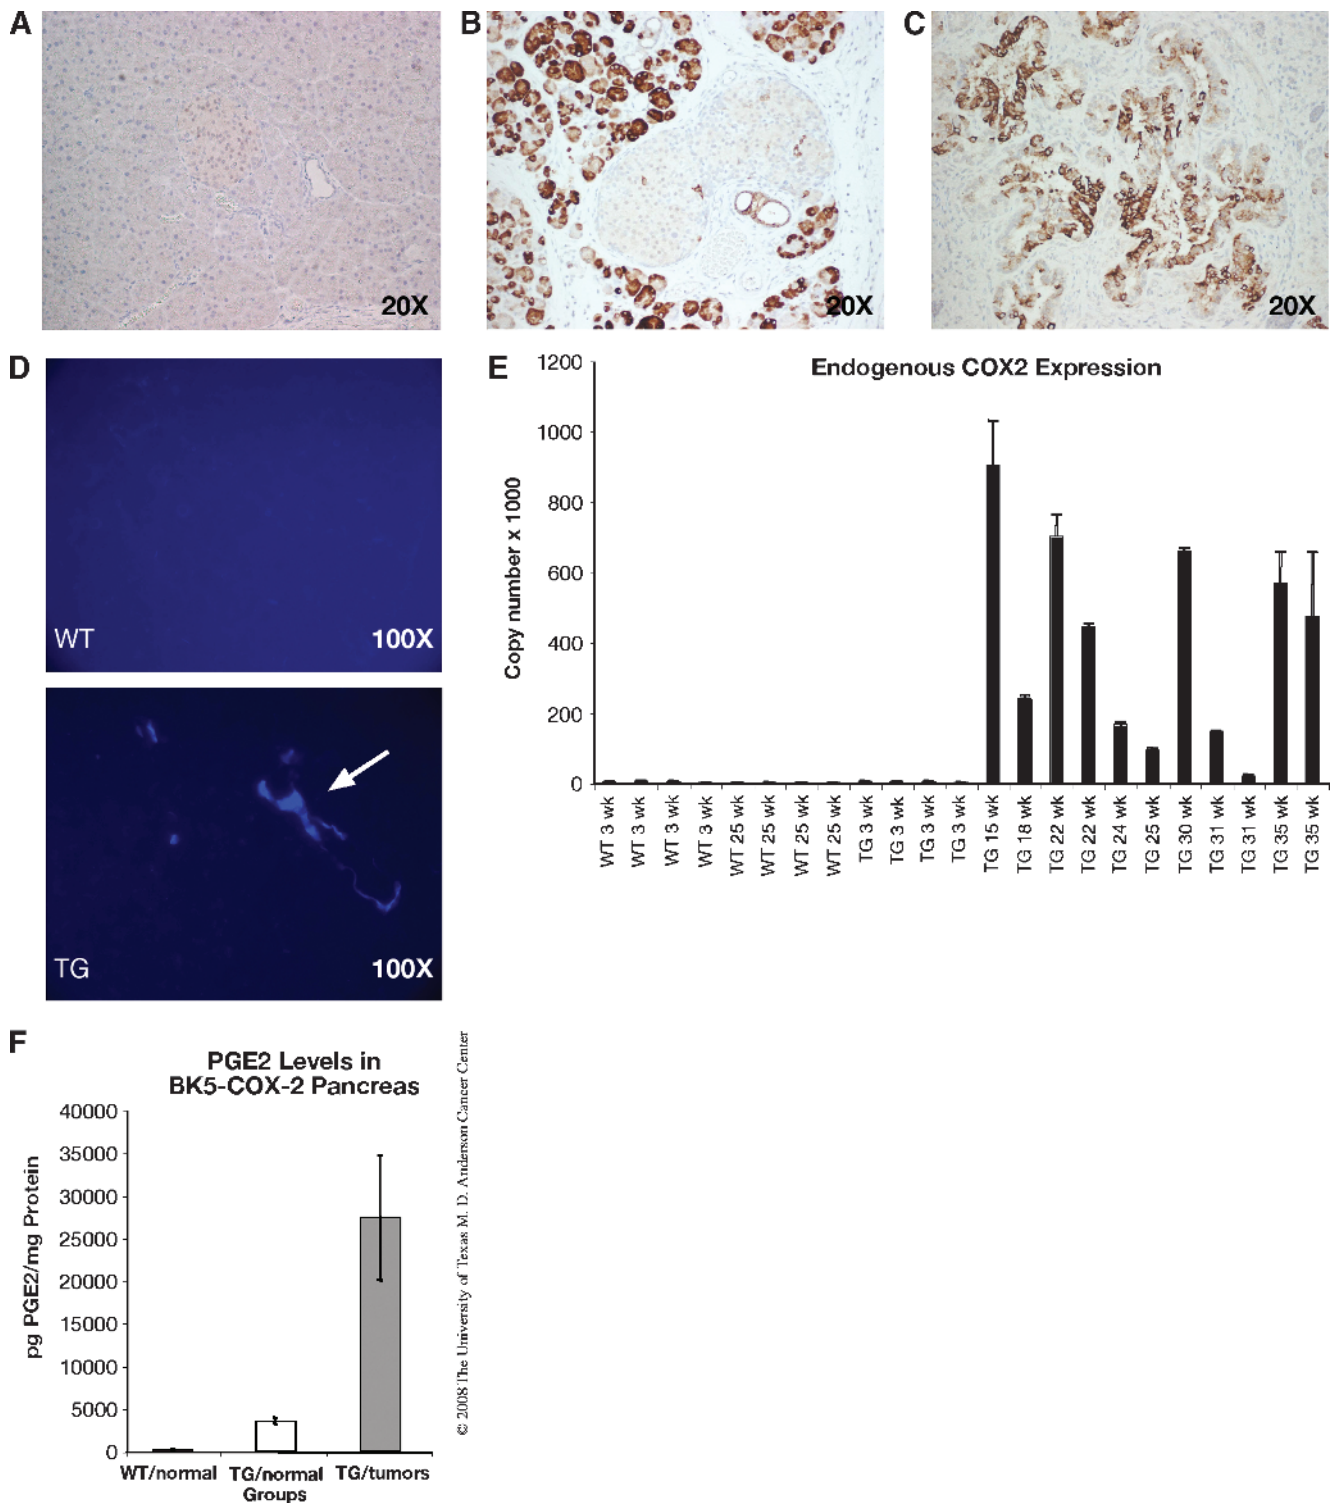 A
B
C
20X
20X
20X
D
WT
100X
TG
100X
E
Endogenous COX2 Expression
Copy number x 1000
1200
1000
800
600
400
200
0
WT 3 wk
WT 3 wk
WT 3 wk
WT 3 wk
WT 25 wk
WT 25 wk
WT 25 wk
WT 25 wk
TG 3 wk
TG 3 wk
TG 3 wk
TG 3 wk
TG 15 wk
TG 18 wk
TG 22 wk
TG 22 wk
TG 24 wk
TG 25 wk
TG 30 wk
TG 31 wk
TG 31 wk
TG 35 wk
TG 35 wk
F
PGE2 Levels in
BK5-COX-2 Pancreas
pg PGE2/mg Protein
40000
35000
30000
25000
20000
15000
10000
5000
0
WT/normal
TG/normal
TG/tumors
Groups
© 2008 The University of Texas M. D. Anderson Cancer Center